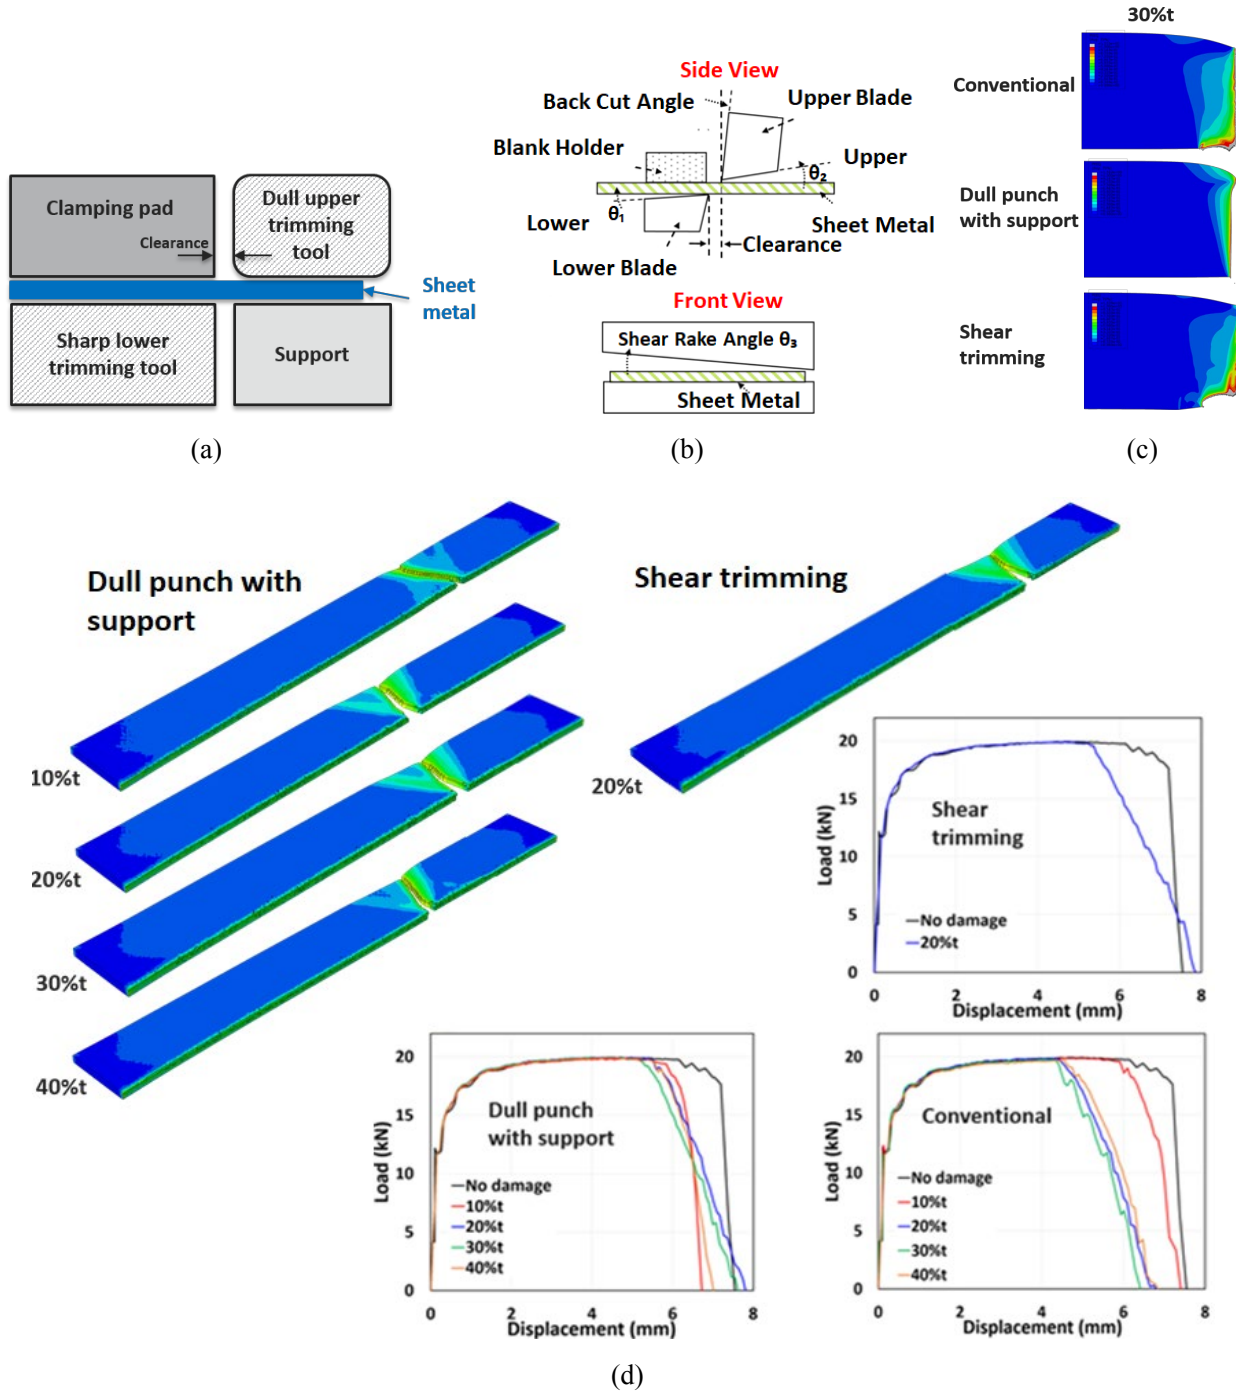 Clamping pad
Clearance
Dull upper
trimming
tool
Sheet
metal
Sharp lower
trimming tool
Support
(a)
Side View
Back Cut Angle
Upper Blade
Blank Holder
Upper
θ₂
θ₁
Lower
Sheet Metal
Clearance
Lower Blade
Front View
Shear Rake Angle θ₃
Sheet Metal
(b)
30%t
Conventional
Dull punch
with support
Shear
trimming
(c)
Dull punch with
support
10%t
20%t
30%t
40%t
Shear trimming
20%t
Load (kN)
20
15
10
5
0
Shear
trimming
No damage
20%t
0 2 4 6 8
Displacement (mm)
Load (kN)
20
15
10
5
0
Dull punch
with support
No damage
10%t
20%t
30%t
40%t
0 2 4 6 8
Displacement (mm)
Load (kN)
20
15
10
5
0
Conventional
No damage
10%t
20%t
30%t
40%t
0 2 4 6 8
Displacement (mm)
(d)